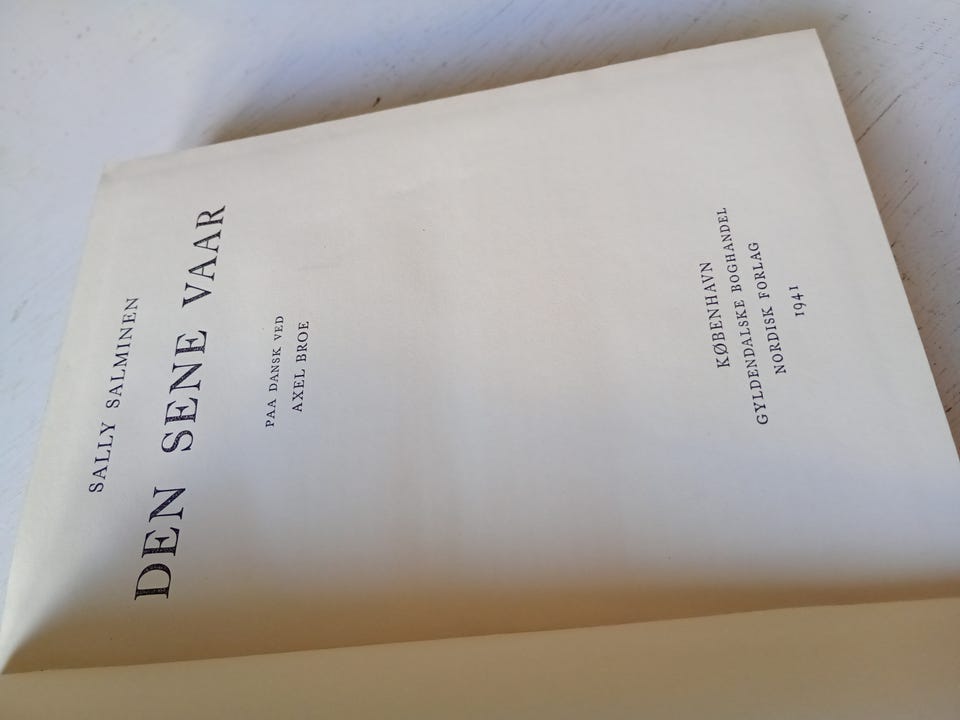 SALLY SALMINEN
DEN SENE VAAR
PAA DANSK VED
AXEL BROE
KØBENHAVN
GYLDENDALSKE BOGHANDEL
NORDISK FORLAG
1941